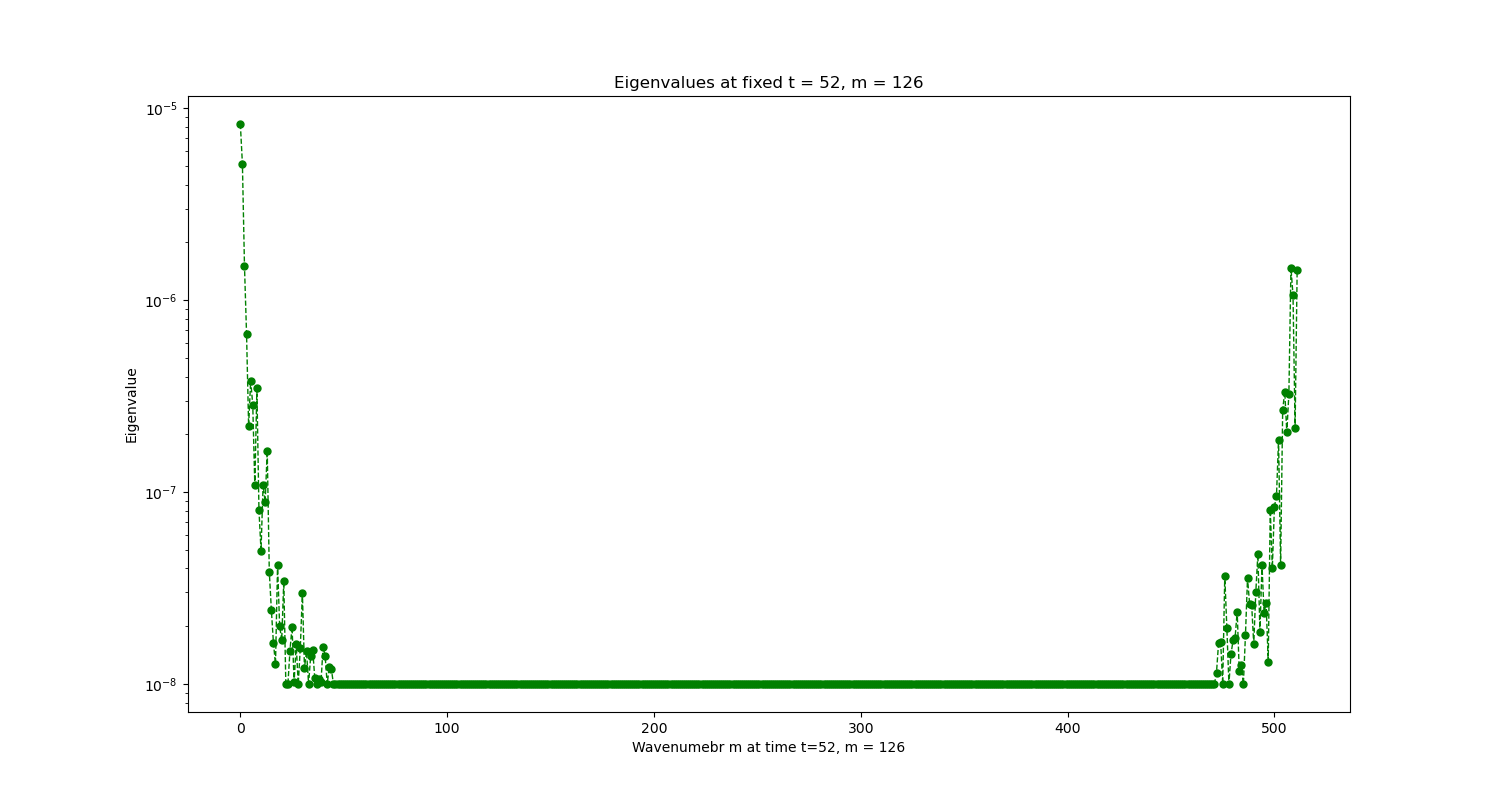 Eigenvalues at fixed t = 52, m = 126
10⁻⁵
10⁻⁶
10⁻⁷
10⁻⁸
Eigenvalue
0 100 200 300 400 500
Wavenumebr m at time t=52, m = 126